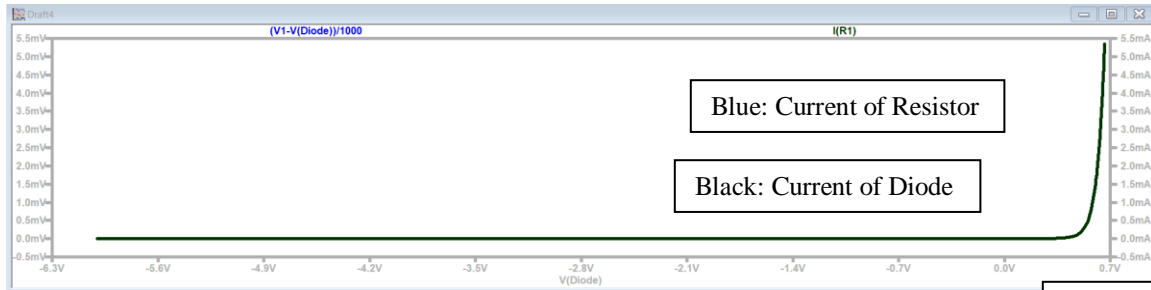 Draft4
(V1-V(Diode))/1000 I(R1)
5.5mV 5.5mA
5.0mV 5.0mA
4.5mV 4.5mA
4.0mV 4.0mA
3.5mV 3.5mA
3.0mV 3.0mA
2.5mV 2.5mA
2.0mV 2.0mA
1.5mV 1.5mA
1.0mV 1.0mA
0.5mV 0.5mA
0.0mV 0.0mA
-0.5mV -0.5mA
Blue: Current of Resistor
Black: Current of Diode
-6.3V -5.6V -4.9V -4.2V -3.5V -2.8V -2.1V -1.4V -0.7V 0.0V 0.7V
V(Diode)